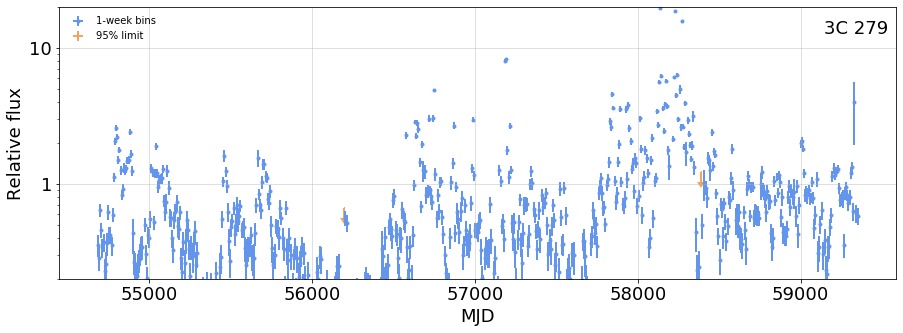 1-week bins
95% limit
3C 279
10
1
Relative flux
55000 56000 57000 58000 59000
MJD